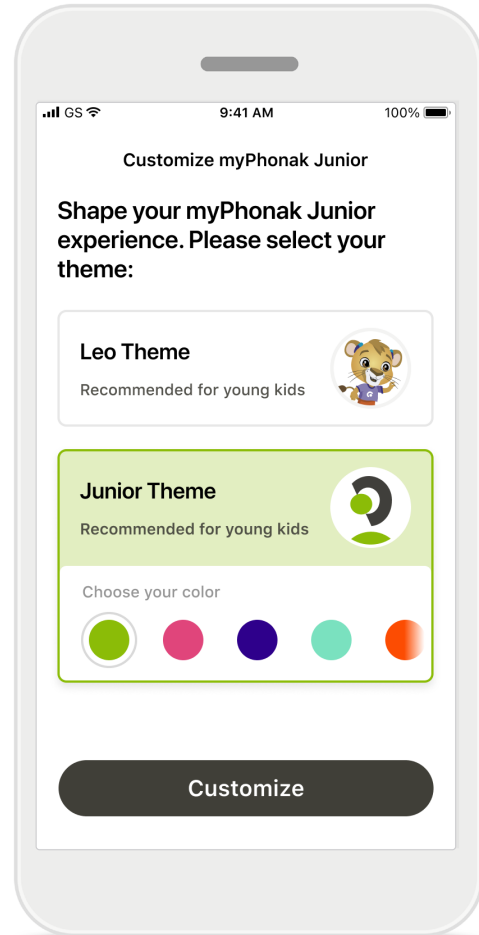 GS 9:41 AM 100%
Customize myPhonak Junior
Shape your myPhonak Junior
experience. Please select your
theme:
Leo Theme
Recommended for young kids
Junior Theme
Recommended for young kids
Choose your color
Customize